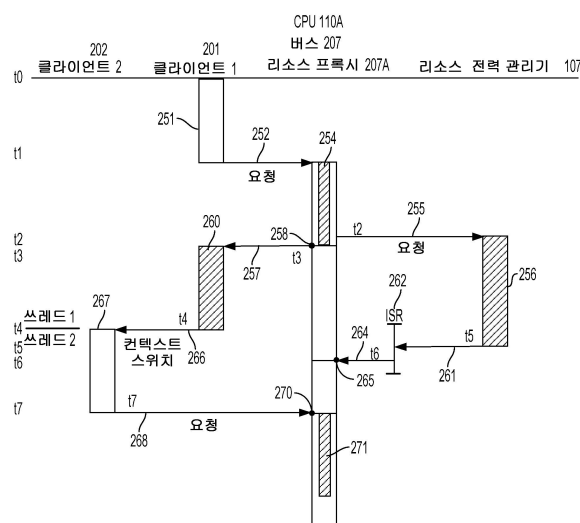 CPU 110A
버스 207
202
클라이언트 2
201
클라이언트 1
리소스 프록시 207A
리소스 전력 관리기 107
t0
251
t1
252
요청
254
t2
t3
260
258
257
t3
t2
255
요청
256
262
ISR
쓰레드 1
t4
쓰레드 2
t5
t6
267
t4
266
컨텍스트
스위치
264
t6
265
t5
261
t7
t7
268
요청
270
271